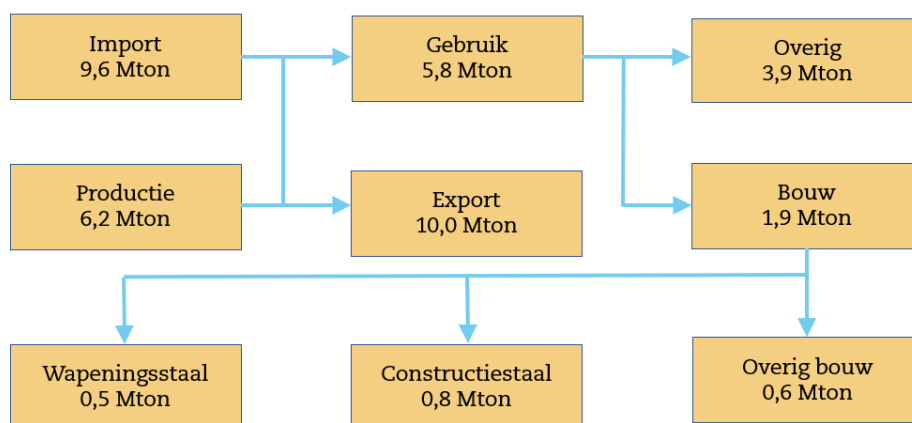 Import
9,6 Mton
Gebruik
5,8 Mton
Overig
3,9 Mton
Productie
6,2 Mton
Export
10,0 Mton
Bouw
1,9 Mton
Wapeningsstaal
0,5 Mton
Constructiestaal
0,8 Mton
Overig bouw
0,6 Mton